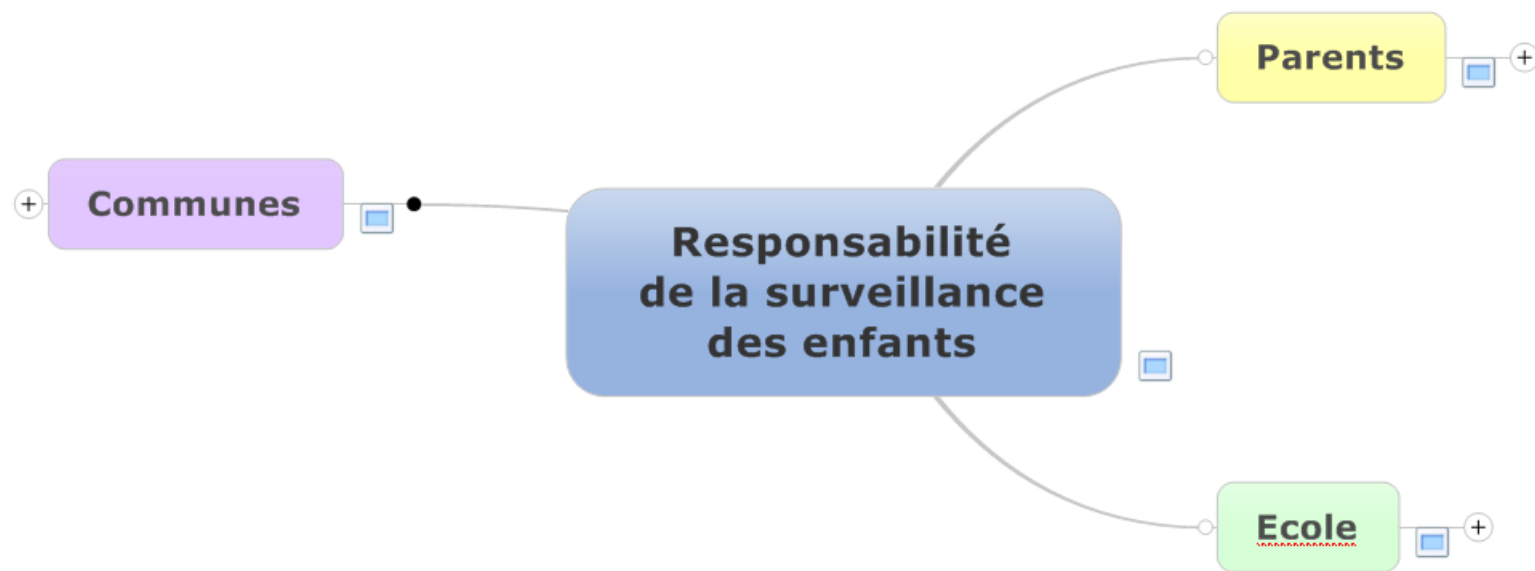 Parents
Communes
Responsabilité
de la surveillance
des enfants
Ecole